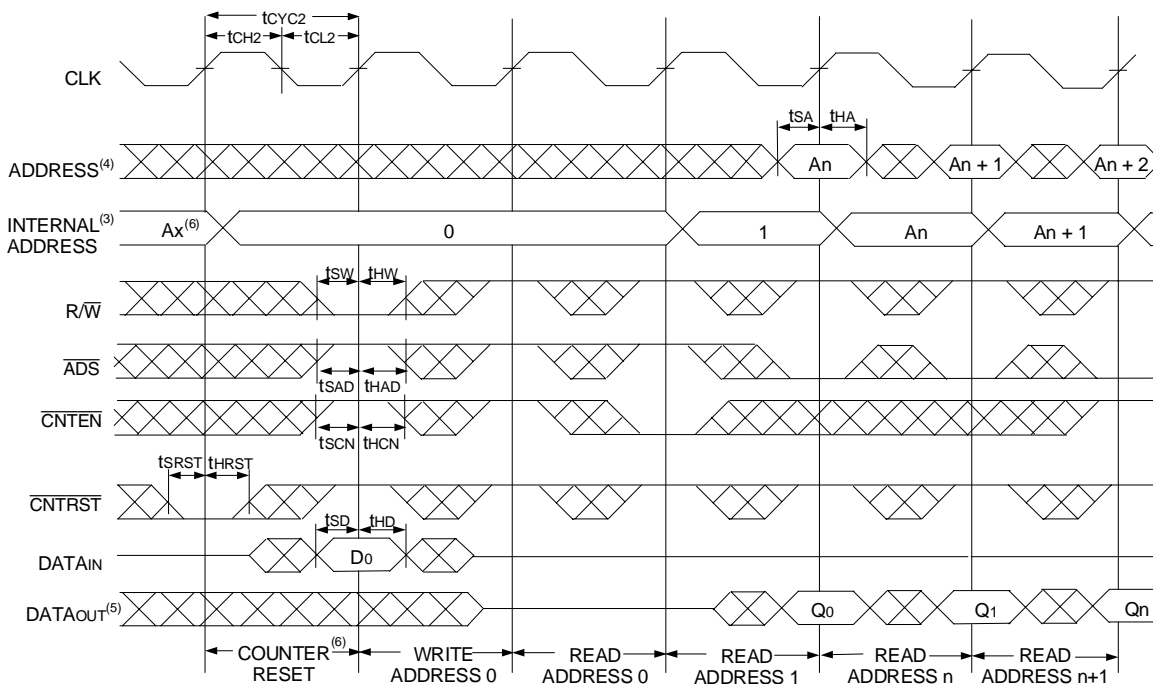 tCYC2
tCH2 tCL2
CLK
tSA tHA
ADDRESS(4) An An + 1 An + 2
INTERNAL(3)
ADDRESS
Ax(6) 0 1 An An + 1
tSW tHW
R/W̅
A̅D̅S̅
tSAD tHAD
C̅N̅T̅E̅N̅
tSCN tHCN
tSRST tHRST
C̅N̅T̅R̅S̅T̅
tSD tHD
DATAIN D0
DATAOUT(5) Q0 Q1 Qn
COUNTER(6)
RESET
WRITE
ADDRESS 0
READ
ADDRESS 0
READ
ADDRESS 1
READ
ADDRESS n
READ
ADDRESS n+1